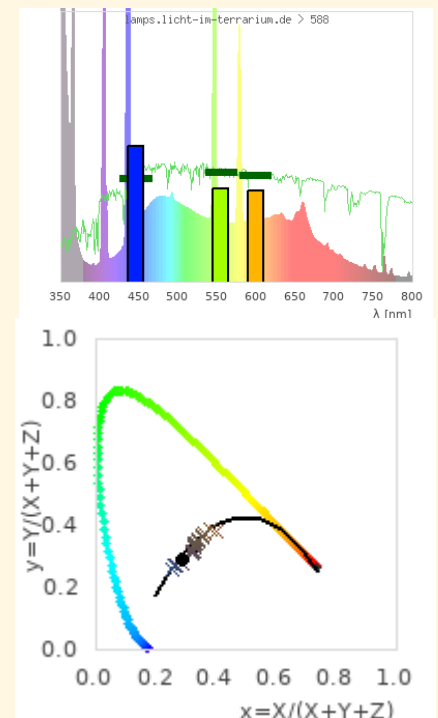 lamps.licht-im-terrarium.de > 588
350 400 450 500 550 600 650 700 750 800
λ [nm]
1.0
0.8
0.6
0.4
0.2
0.0
y=Y/(X+Y+Z)
0.0 0.2 0.4 0.6 0.8 1.0
x=X/(X+Y+Z)